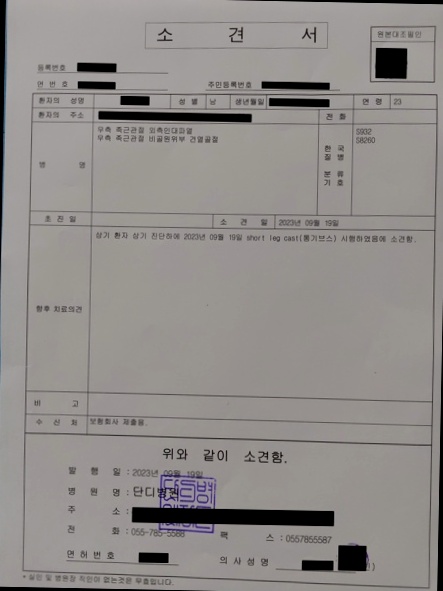 소 견 서
원본대조필인
등록번호
연 번 호 주민등록번호
환자의 성명 성 별 남 생년월일 연 령 23
환자의 주소 전 화
병 명
우측 족근관절 외측인대파열
우측 족근관절 비골원위부 견열골절
한 국
질 병
분 류
기 호
S932
S8260
초 진 일 소 견 일 2023년 09월 19일
향후 치료의견
상기 환자 상기 진단하에 2023년 09월 19일 short leg cast(통기브스) 시행하였음에 소견함.
비 고
수 신 처 보험회사 제출용.
위와 같이 소견함.
발 행 일 : 2023년 09월 19일
병 원 명 : 단디병원
주 소 :
전 화 : 055-785-5588 팩 스 : 0557855587
면허번호 의사성명
* 실인 및 병원장 직인이 없는것은 무효입니다.